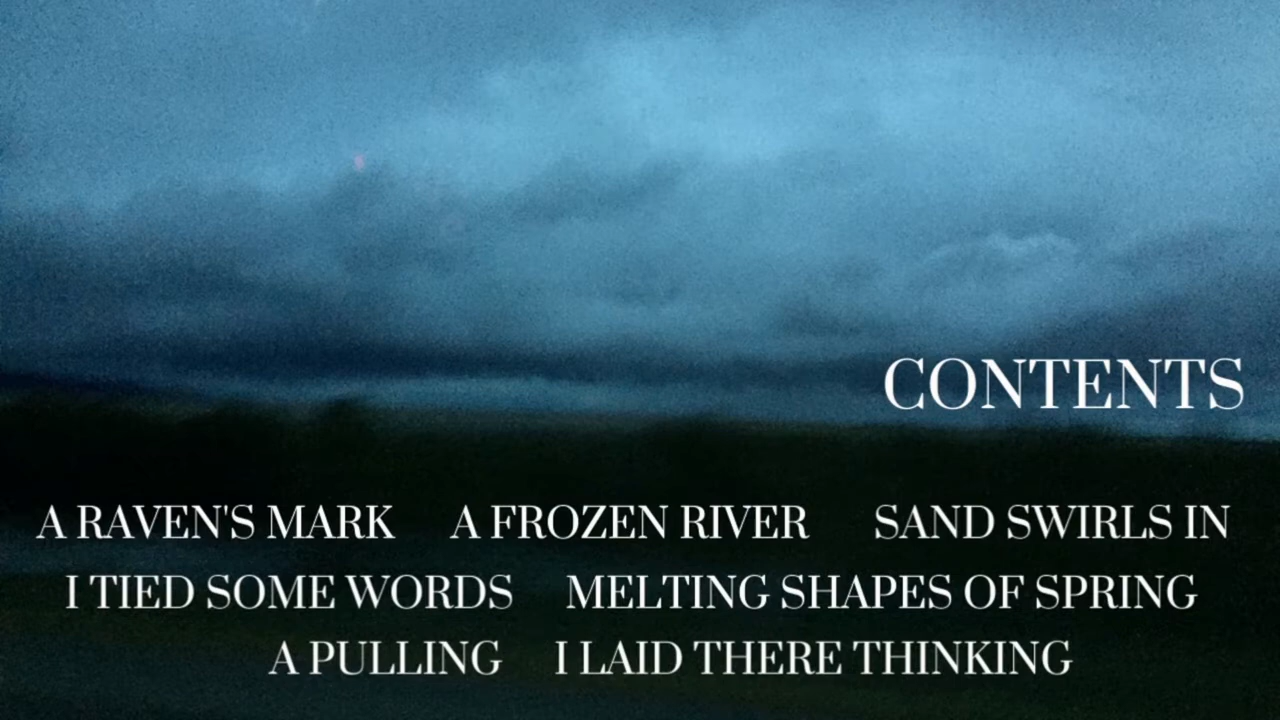 CONTENTS
A RAVEN'S MARK A FROZEN RIVER SAND SWIRLS IN
I TIED SOME WORDS MELTING SHAPES OF SPRING
A PULLING I LAID THERE THINKING